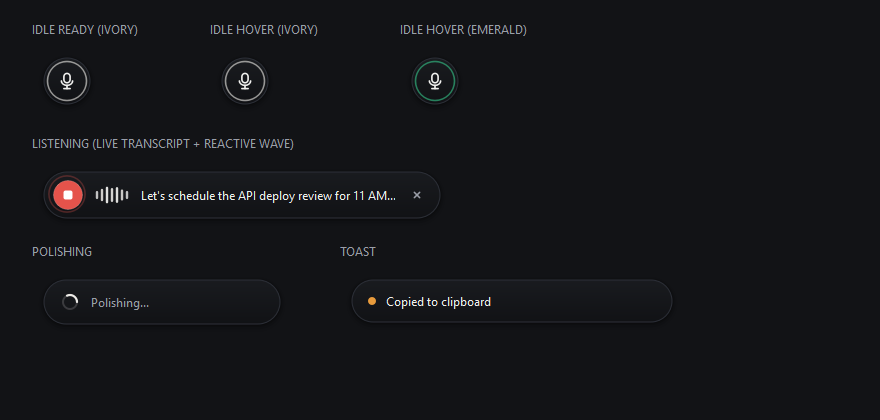 IDLE READY (IVORY)
IDLE HOVER (IVORY)
IDLE HOVER (EMERALD)
LISTENING (LIVE TRANSCRIPT + REACTIVE WAVE)
Let's schedule the API deploy review for 11 AM...
POLISHING
TOAST
Polishing...
Copied to clipboard